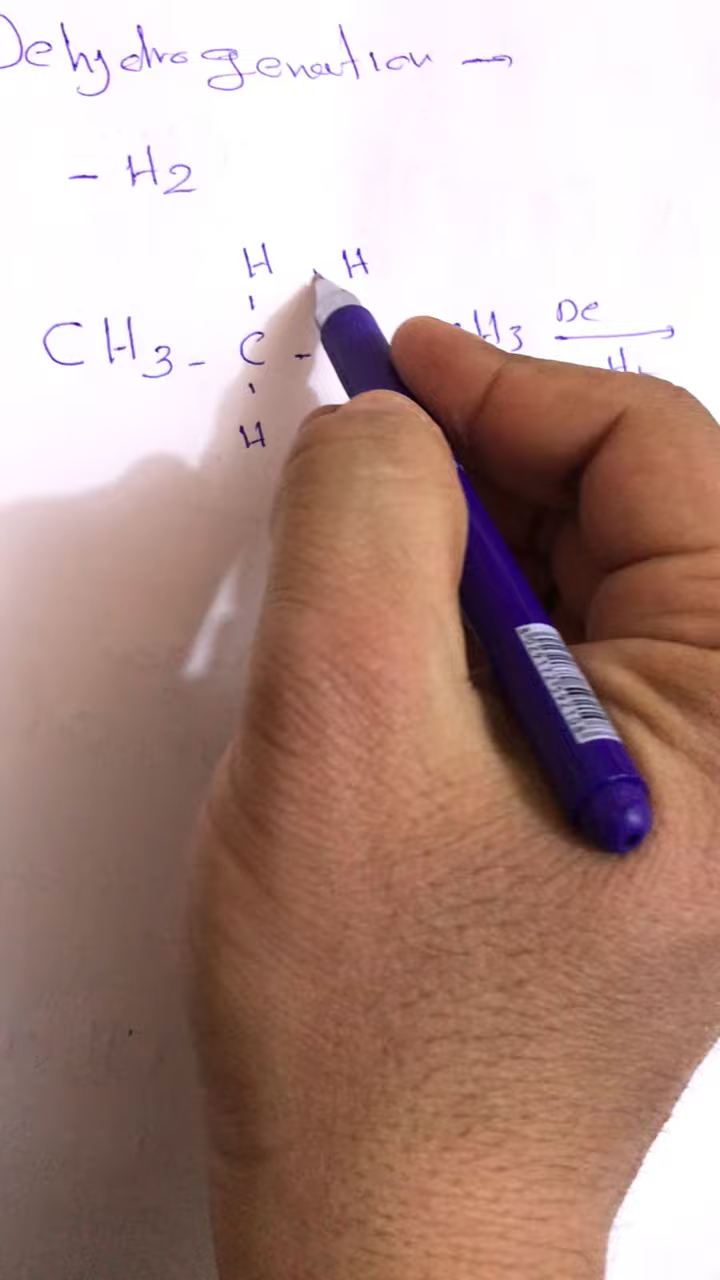 Dehydrogenation →
- H2
H H
CH3 - C - H3 De →
H